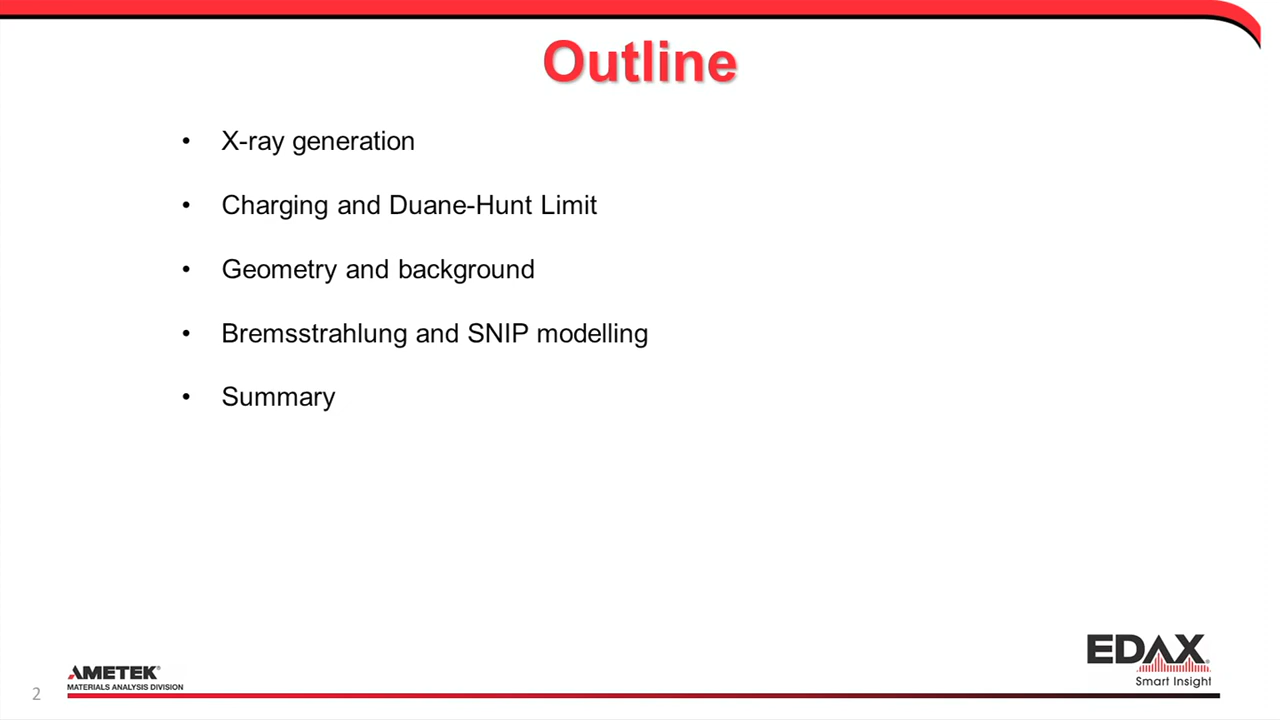 Outline
• X-ray generation
• Charging and Duane-Hunt Limit
• Geometry and background
• Bremsstrahlung and SNIP modelling
• Summary
EDAX
Smart Insight
AMETEK®
MATERIALS ANALYSIS DIVISION
2